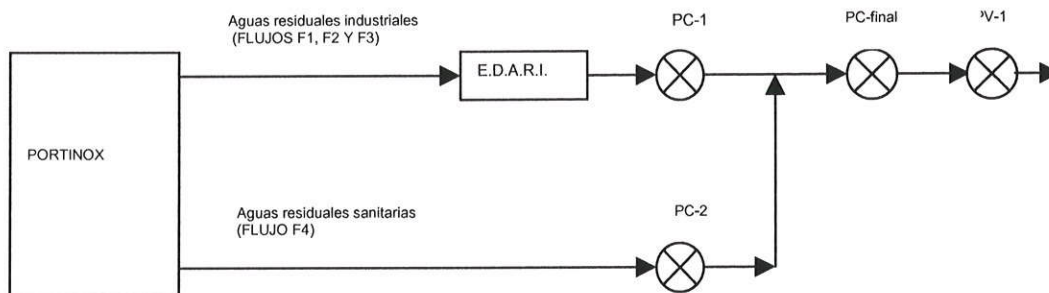 Aguas residuales industriales
(FLUJOS F1, F2 Y F3)
PC-1
PC-final
E.D.A.R.I.
PORTINOX
Aguas residuales sanitarias
(FLUJO F4)
PC-2